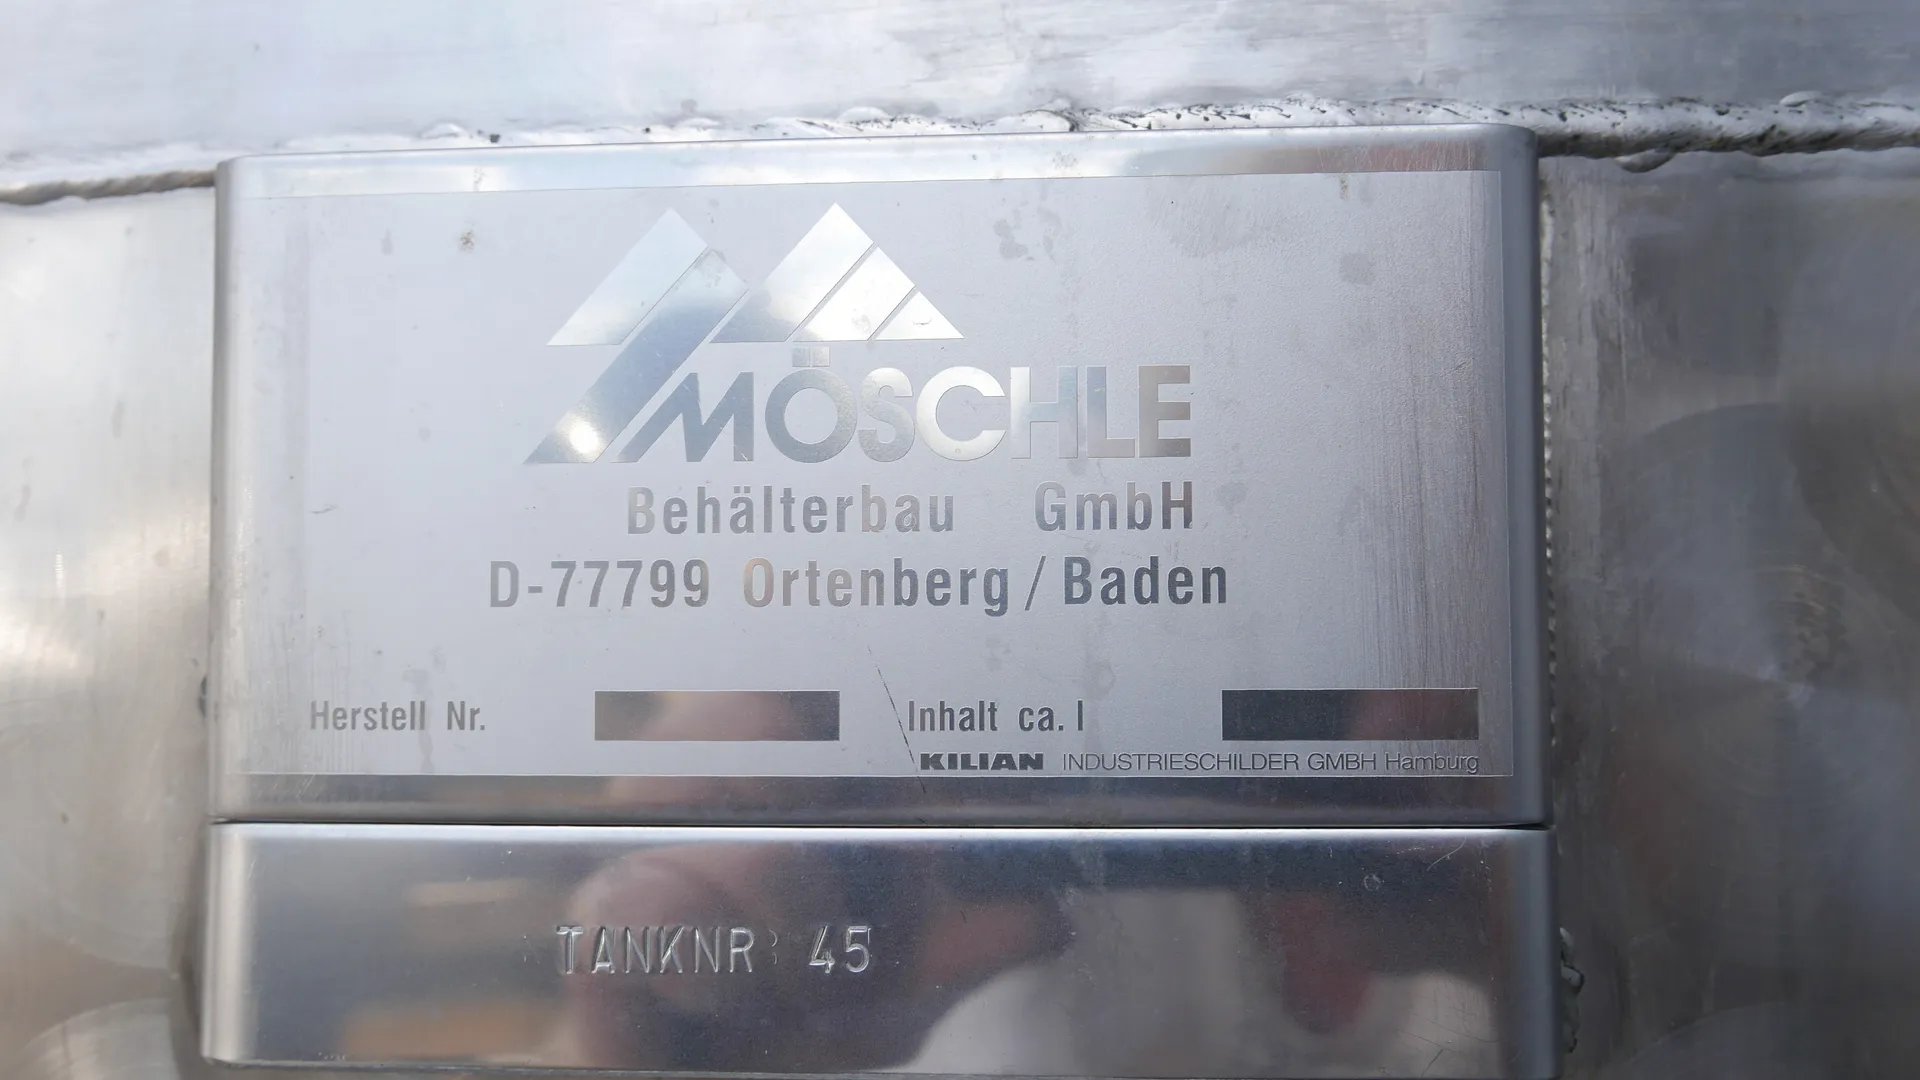 MÖSCHLE
Behälterbau GmbH
D-77799 Ortenberg / Baden
Herstell Nr. Inhalt ca. l
KILIAN INDUSTRIESCHILDER GMBH Hamburg
TANKNR: 45